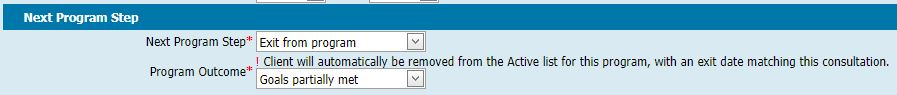 Next Program Step
Next Program Step* Exit from program
! Client will automatically be removed from the Active list for this program, with an exit date matching this consultation.
Program Outcome* Goals partially met